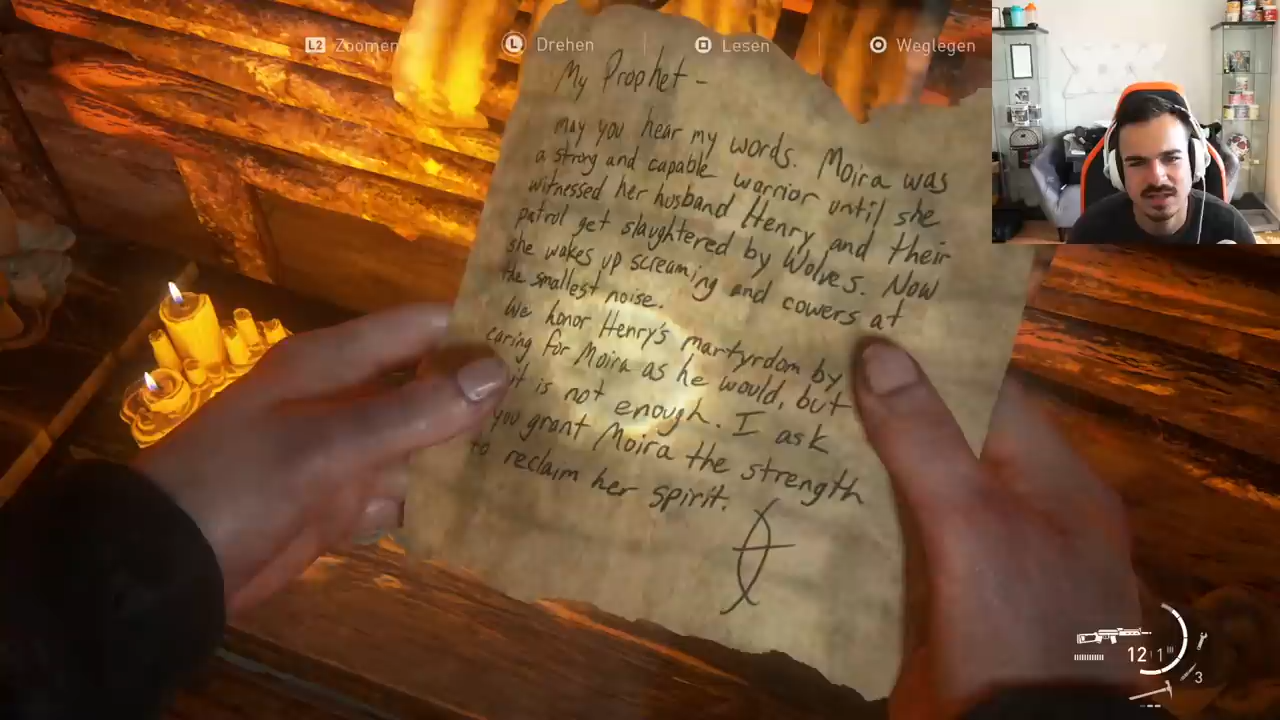 L2 Zoomen
L Drehen
Lesen
Weglegen
My Prophet -
may you hear my words. Moira was
a strong and capable warrior until she
witnessed her husband Henry and their
patrol get slaughtered by Wolves. Now
she wakes up screaming and cowers at
the smallest noise.
We honor Henry's martyrdom by
caring for Moira as he would, but
it is not enough. I ask
you grant Moira the strength
to reclaim her spirit.
12 1
3